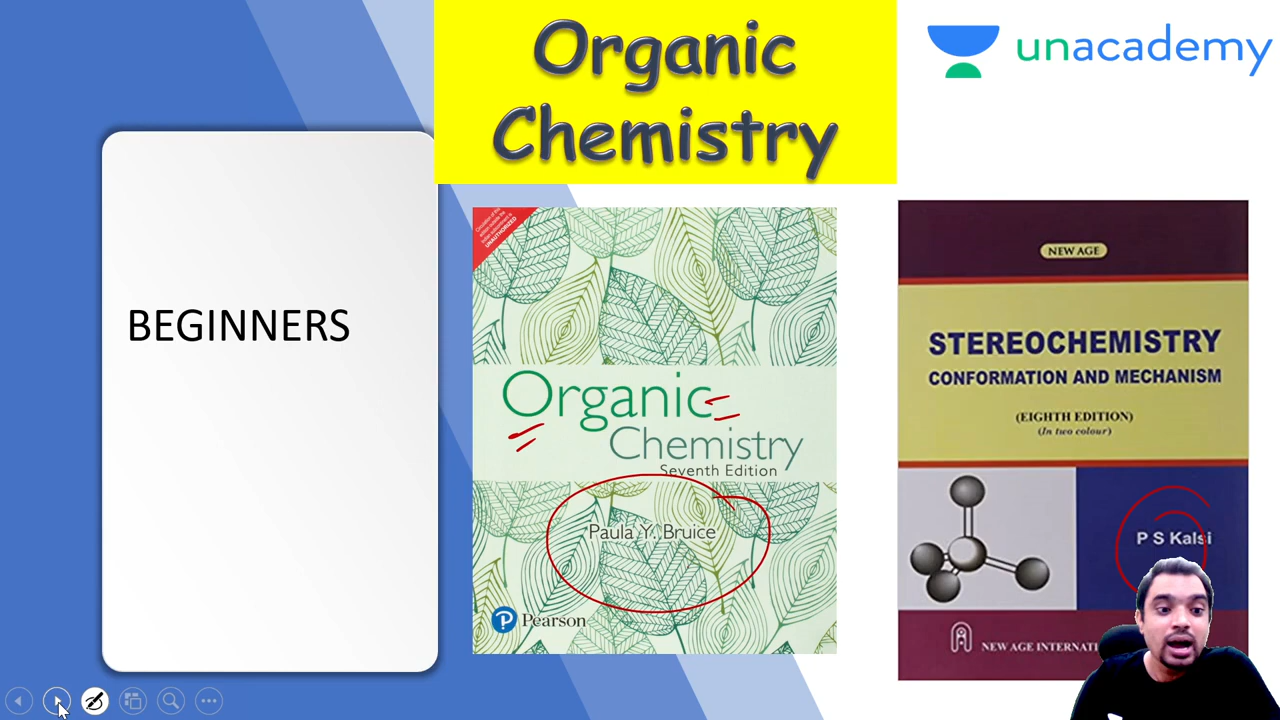 Organic
Chemistry
unacademy
BEGINNERS
UNAUTHORIZED
Organic
Chemistry
Seventh Edition
Paula Y. Bruice
Pearson
NEW AGE
STEREOCHEMISTRY
CONFORMATION AND MECHANISM
(EIGHTH EDITION)
(In two colour)
P S Kalsi
NEW AGE INTERNATI